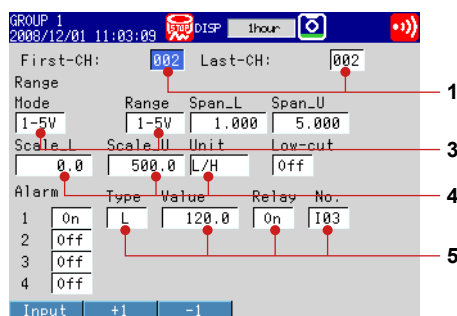 GROUP 1
2008/12/01 11:03:09 STOP DISP 1hour
First-CH: 002 Last-CH: 002
1
Range
Mode Range Span_L Span_U
1-5V 1-5V 1.000 5.000
3
Scale_L Scale_U Unit Low-cut
0.0 500.0 L/H Off
4
Alarm Type Value Relay No.
1 On L 120.0 On I03
2 Off
3 Off
5
4 Off
Input +1 -1